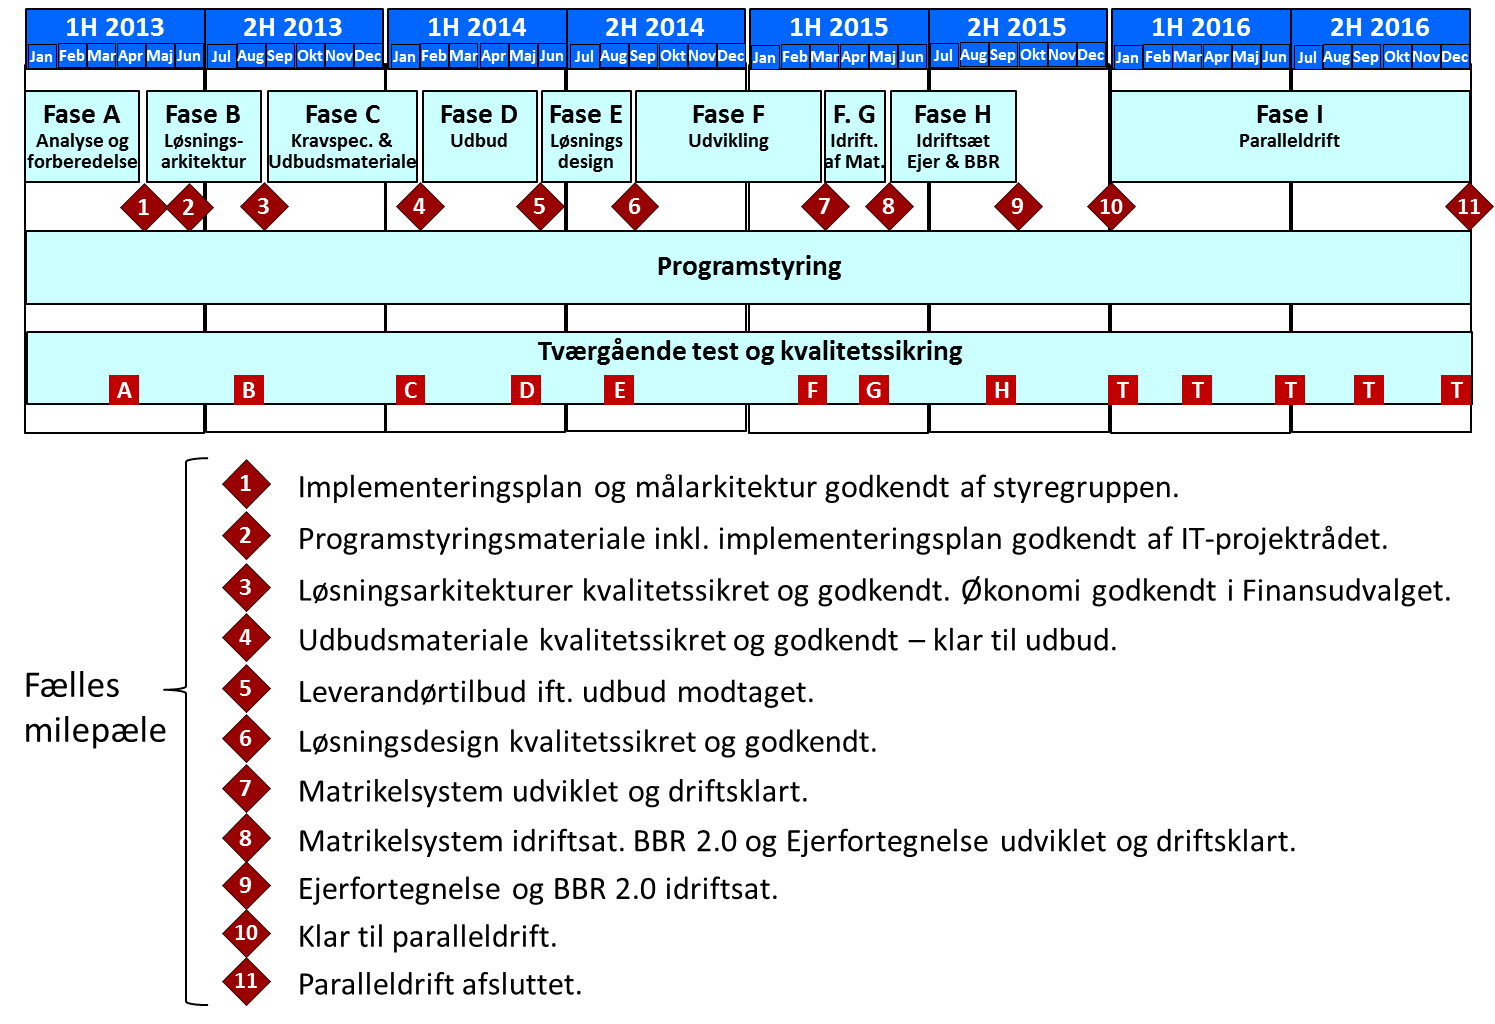 1H 2013 2H 2013 1H 2014 2H 2014 1H 2015 2H 2015 1H 2016 2H 2016
Jan Feb Mar Apr Maj Jun Jul Aug Sep Okt Nov Dec Jan Feb Mar Apr Maj Jun Jul Aug Sep Okt Nov Dec Jan Feb Mar Apr Maj Jun Jul Aug Sep Okt Nov Dec Jan Feb Mar Apr Maj Jun Jul Aug Sep Okt Nov Dec
Fase A
Analyse og
forberedelse
Fase B
Løsnings-
arkitektur
Fase C
Kravspec. &
Udbudsmateriale
Fase D
Udbud
Fase E
Løsnings
design
Fase F
Udvikling
F. G
Idrift.
af Mat.
Fase H
Idriftsæt
Ejer & BBR
Fase I
Paralleldrift
1 2 3 4 5 6 7 8 9 10 11
Programstyring
Tværgående test og kvalitetssikring
A B C D E F G H T T T T T
Fælles
milepæle
1 Implementeringsplan og målarkitektur godkendt af styregruppen.
2 Programstyringsmateriale inkl. implementeringsplan godkendt af IT-projektrådet.
3 Løsningsarkitekturer kvalitetssikret og godkendt. Økonomi godkendt i Finansudvalget.
4 Udbudsmateriale kvalitetssikret og godkendt – klar til udbud.
5 Leverandørtilbud ift. udbud modtaget.
6 Løsningsdesign kvalitetssikret og godkendt.
7 Matrikelsystem udviklet og driftsklart.
8 Matrikelsystem idriftsat. BBR 2.0 og Ejerfortegnelse udviklet og driftsklart.
9 Ejerfortegnelse og BBR 2.0 idriftsat.
10 Klar til paralleldrift.
11 Paralleldrift afsluttet.